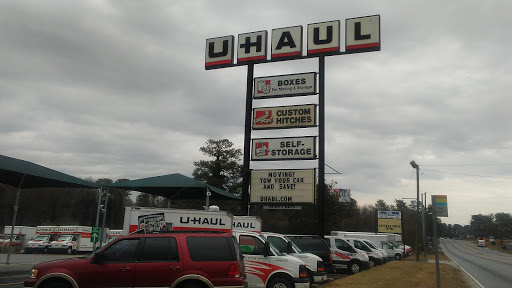 U-HAUL
BOXES
For Moving & Storage
CUSTOM
HITCHES
SELF-
STORAGE
MOVING?
TOW YOUR CAR
AND SAVE!
UHAUL.COM
U-HAUL